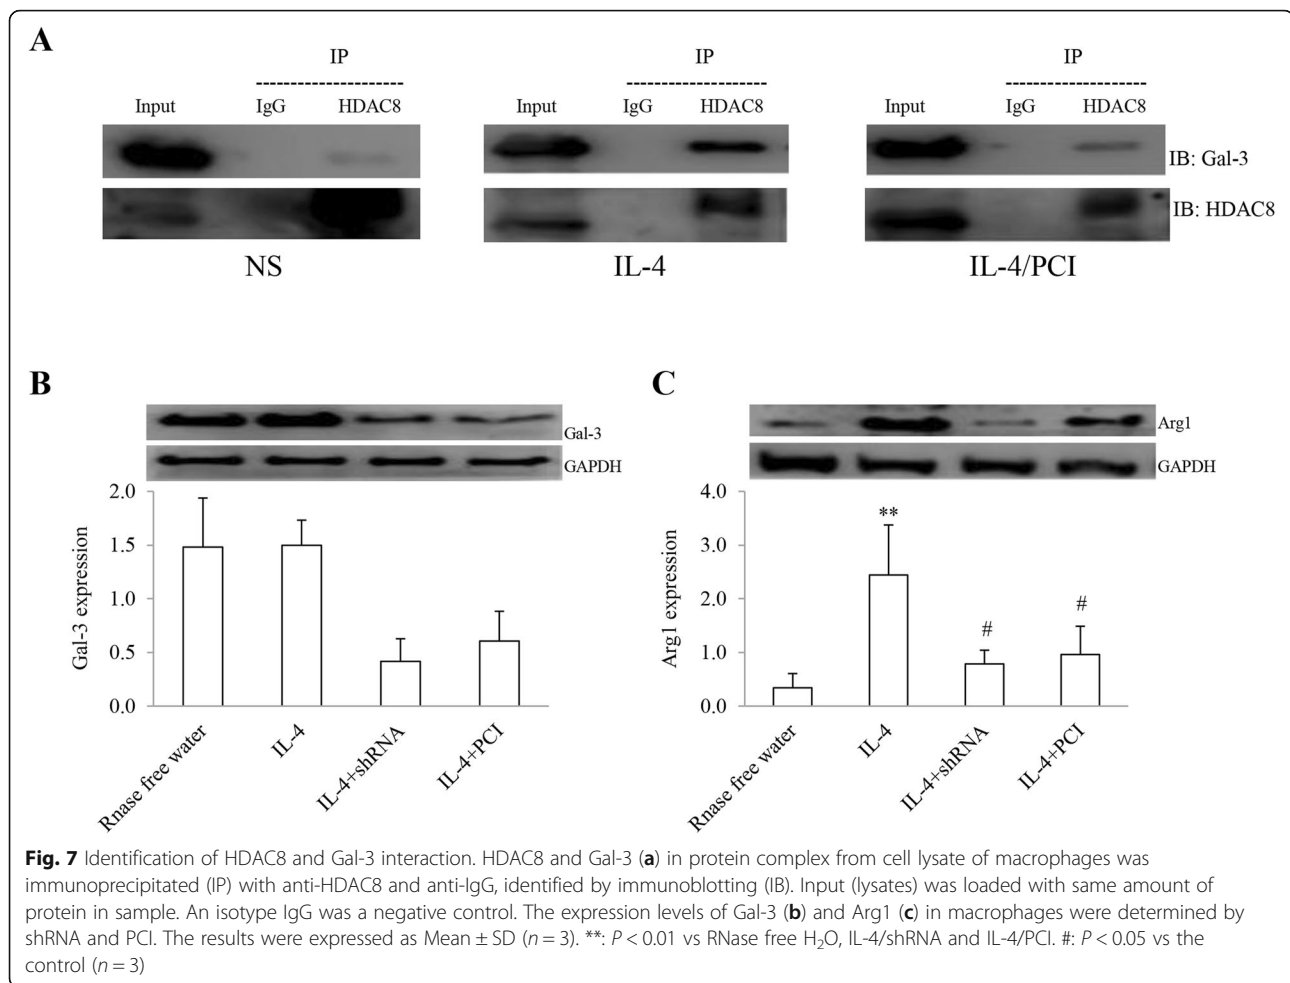 A
IP IP IP
Input IgG HDAC8 Input IgG HDAC8 Input IgG HDAC8
IB: Gal-3
IB: HDAC8
NS IL-4 IL-4/PCI
B
Gal-3
GAPDH
2.0
1.5
1.0
0.5
0.0
Gal-3 expression
Rnase free water
IL-4
IL-4+shRNA
IL-4+PCI
C
Arg1
GAPDH
4.0
3.0
2.0
1.0
0.0
Arg1 expression
**
#
#
Rnase free water
IL-4
IL-4+shRNA
IL-4+PCI
Fig. 7 Identification of HDAC8 and Gal-3 interaction. HDAC8 and Gal-3 (a) in protein complex from cell lysate of macrophages was
immunoprecipitated (IP) with anti-HDAC8 and anti-IgG, identified by immunoblotting (IB). Input (lysates) was loaded with same amount of
protein in sample. An isotype IgG was a negative control. The expression levels of Gal-3 (b) and Arg1 (c) in macrophages were determined by
shRNA and PCI. The results were expressed as Mean ± SD (n = 3). **: P < 0.01 vs RNase free H₂O, IL-4/shRNA and IL-4/PCI. #: P < 0.05 vs the
control (n = 3)